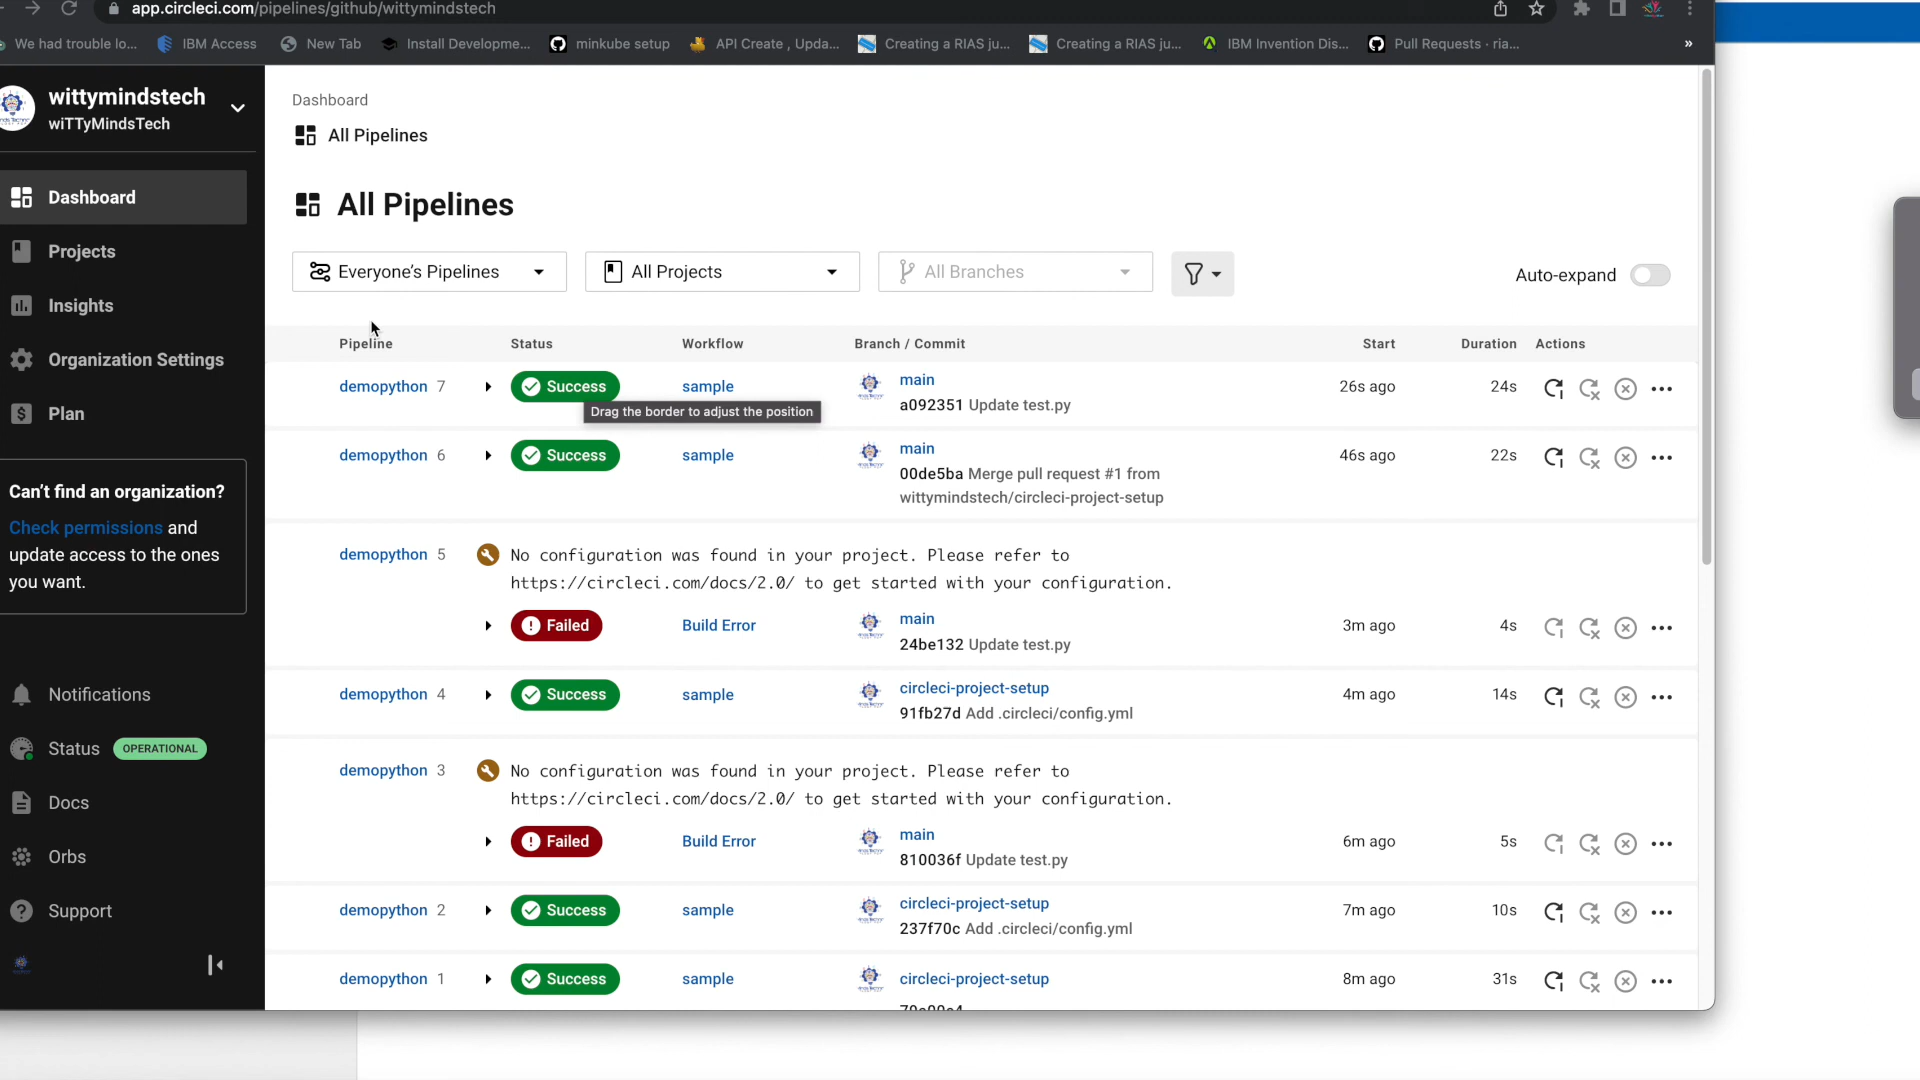 app.circleci.com/pipelines/github/wittymindstech
We had trouble lo...
IBM Access
New Tab
Install Developme...
minkube setup
API Create , Upda...
Creating a RIAS ju...
Creating a RIAS ju...
IBM Invention Dis...
Pull Requests · ria...
»
wittymindstech
wiTTyMindsTech
Dashboard
Projects
Insights
Organization Settings
Plan
Can't find an organization?
Check permissions and
update access to the ones
you want.
Notifications
Status OPERATIONAL
Docs
Orbs
Support
Dashboard
All Pipelines
All Pipelines
Everyone's Pipelines
All Projects
All Branches
Auto-expand
Pipeline Status Workflow Branch / Commit Start Duration Actions
demopython 7 Success sample main 26s ago 24s
a092351 Update test.py
Drag the border to adjust the position
demopython 6 Success sample main 46s ago 22s
00de5ba Merge pull request #1 from
wittymindstech/circleci-project-setup
demopython 5 No configuration was found in your project. Please refer to
https://circleci.com/docs/2.0/ to get started with your configuration.
Failed Build Error main 3m ago 4s
24be132 Update test.py
demopython 4 Success sample circleci-project-setup 4m ago 14s
91fb27d Add .circleci/config.yml
demopython 3 No configuration was found in your project. Please refer to
https://circleci.com/docs/2.0/ to get started with your configuration.
Failed Build Error main 6m ago 5s
810036f Update test.py
demopython 2 Success sample circleci-project-setup 7m ago 10s
237f70c Add .circleci/config.yml
demopython 1 Success sample circleci-project-setup 8m ago 31s